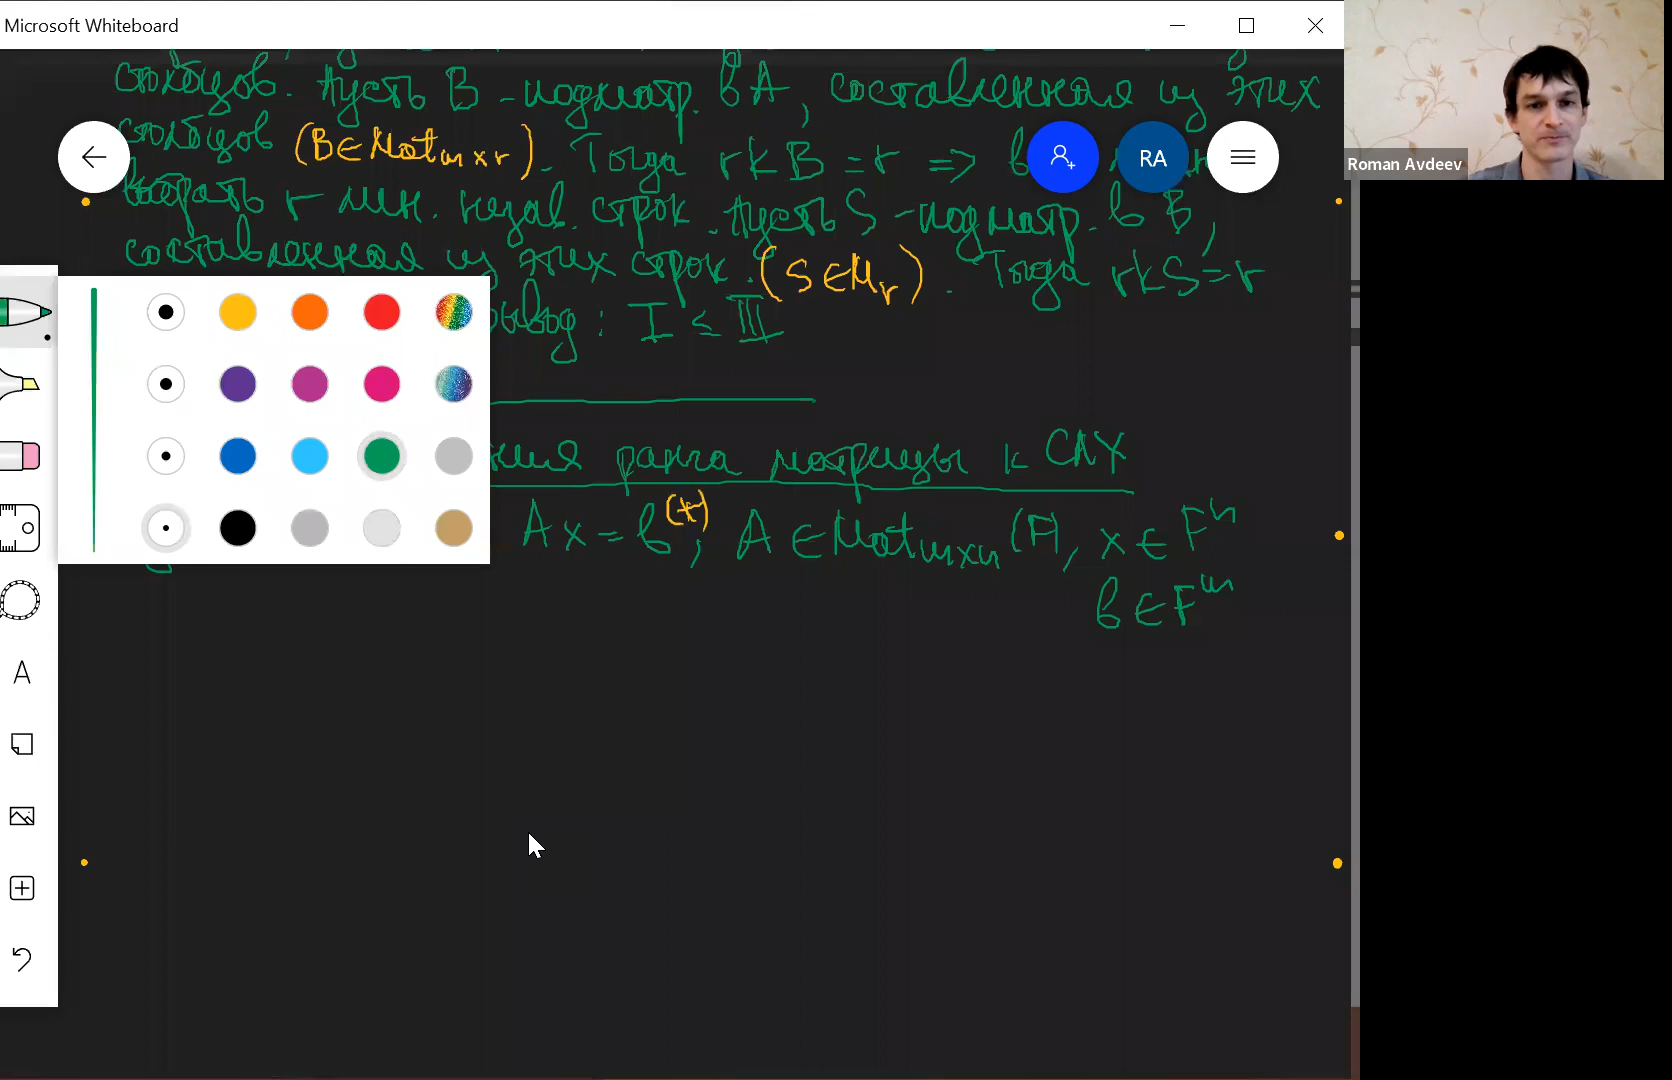 Microsoft Whiteboard
столбцов. Пусть B - подматр. в A, составленная из этих
столбцов (B ∈ Mat_{m×r}). Тогда rk B = r => в
RA
Roman Avdeev
выбрать r лин. незав. строк. Пусть S - подматр. в B,
составленная из этих строк. (S ∈ M_r). Тогда rk S = r
вывод: I ≤ III
ния ранга матрицы к СЛУ
Ax = b (*), A ∈ Mat_{m×n}(F), x ∈ F^n
b ∈ F^m
A